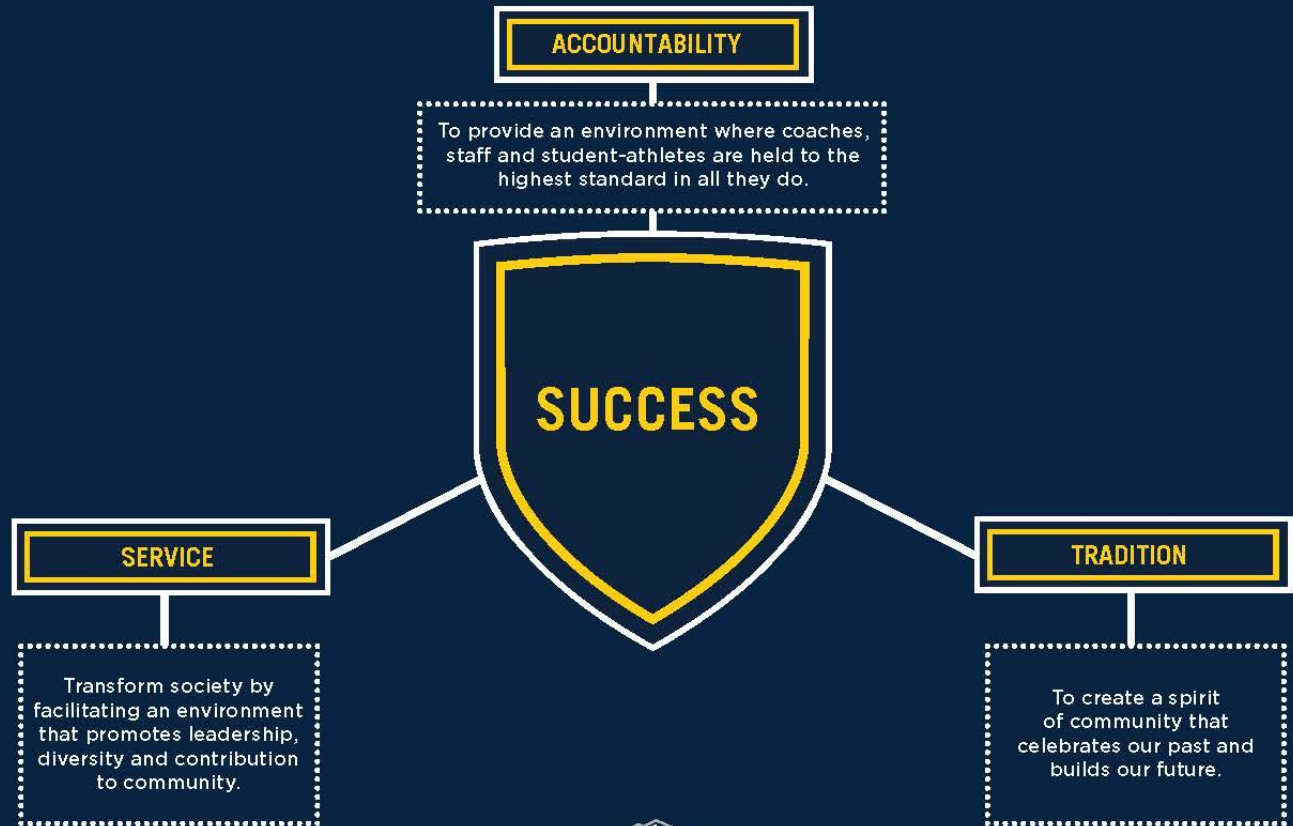 ACCOUNTABILITY
To provide an environment where coaches,
staff and student-athletes are held to the
highest standard in all they do.
SUCCESS
SERVICE
Transform society by
facilitating an environment
that promotes leadership,
diversity and contribution
to community.
TRADITION
To create a spirit
of community that
celebrates our past and
builds our future.